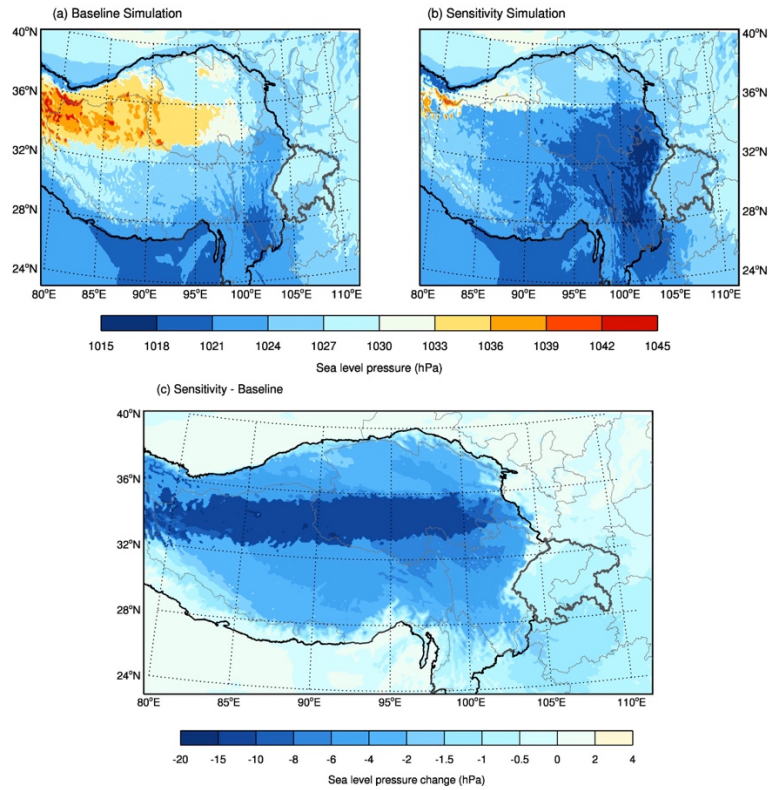 (a) Baseline Simulation
(b) Sensitivity Simulation
40°N
36°N
32°N
28°N
24°N
80°E 85°E 90°E 95°E 100°E 105°E 110°E
80°E 85°E 90°E 95°E 100°E 105°E 110°E
40°N
36°N
32°N
28°N
24°N
1015 1018 1021 1024 1027 1030 1033 1036 1039 1042 1045
Sea level pressure (hPa)
(c) Sensitivity - Baseline
40°N
36°N
32°N
28°N
24°N
80°E 85°E 90°E 95°E 100°E 105°E 110°E
-20 -15 -10 -8 -6 -4 -2 -1 -0.5 0 2 4
Sea level pressure change (hPa)